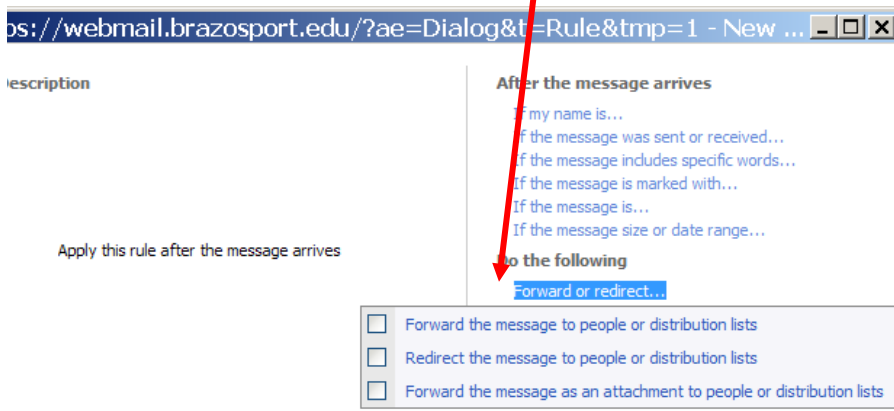 ps://webmail.brazosport.edu/?ae=Dialog&t=Rule&tmp=1 - New ...
escription
After the message arrives
If my name is...
If the message was sent or received...
If the message includes specific words...
If the message is marked with...
If the message is...
If the message size or date range...
Apply this rule after the message arrives
Do the following
Forward or redirect...
Forward the message to people or distribution lists
Redirect the message to people or distribution lists
Forward the message as an attachment to people or distribution lists